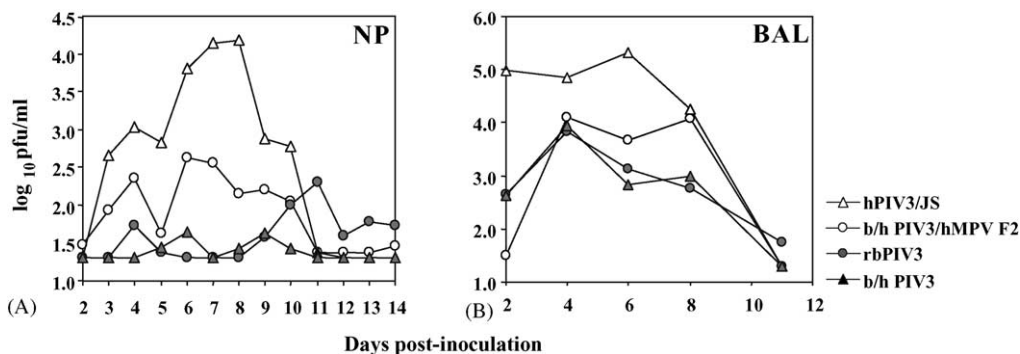 NP
4.5
4.0
3.5
3.0
2.5
2.0
1.5
1.0
log 10 pfu/ml
2 3 4 5 6 7 8 9 10 11 12 13 14
(A)
BAL
6.0
5.0
4.0
3.0
2.0
1.0
2 4 6 8 10 12
(B)
Days post-inoculation
hPIV3/JS
b/h PIV3/hMPV F2
rbPIV3
b/h PIV3